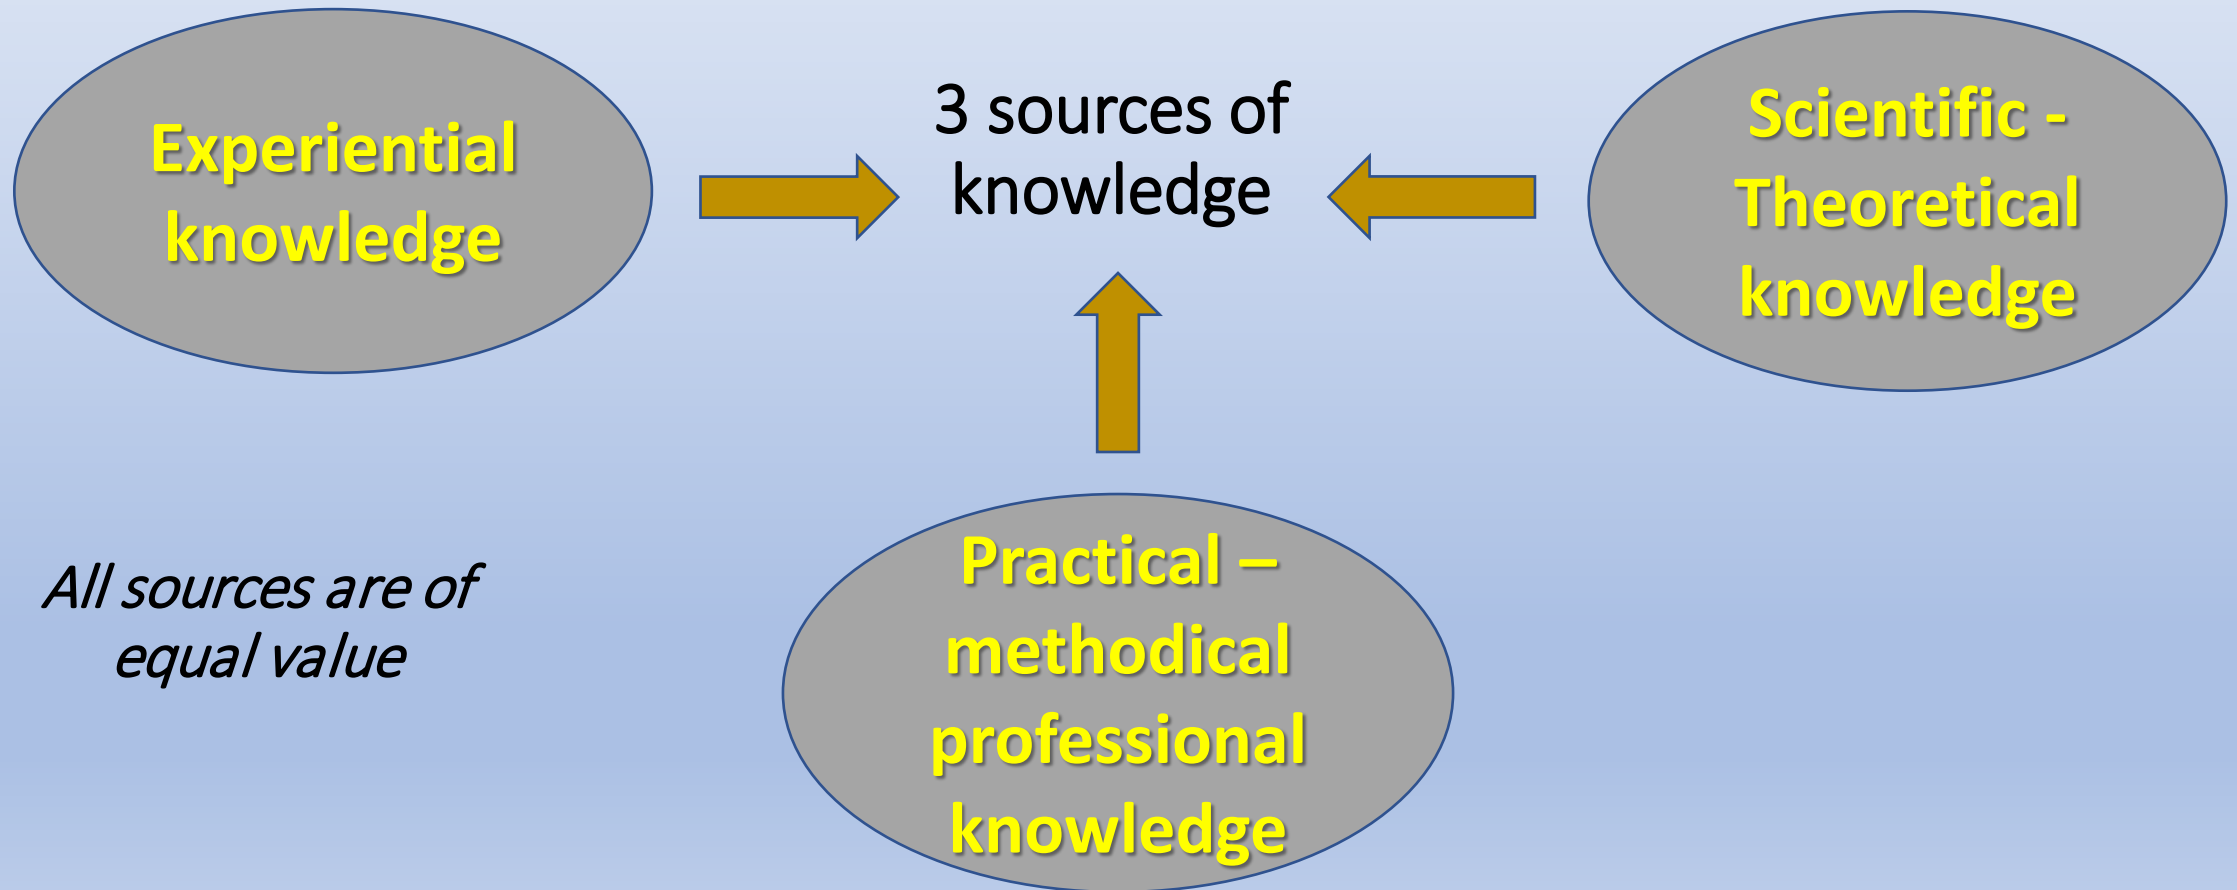 Experiential
knowledge
3 sources of
knowledge
Scientific -
Theoretical
knowledge
All sources are of
equal value
Practical –
methodical
professional
knowledge